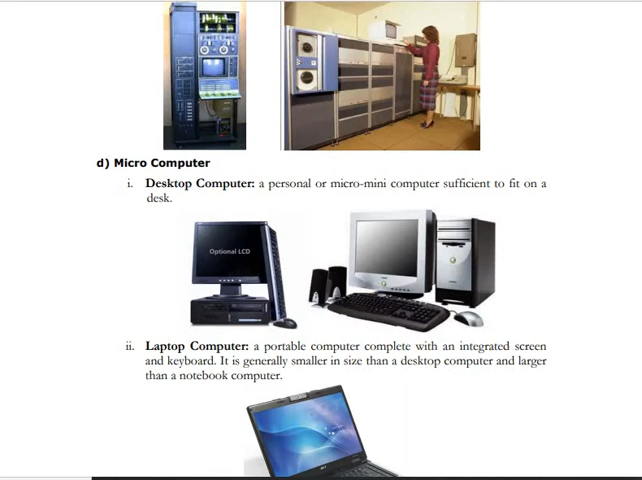 d) Micro Computer
i. Desktop Computer: a personal or micro-mini computer sufficient to fit on a
desk.
Optional LCD
ii. Laptop Computer: a portable computer complete with an integrated screen
and keyboard. It is generally smaller in size than a desktop computer and larger
than a notebook computer.